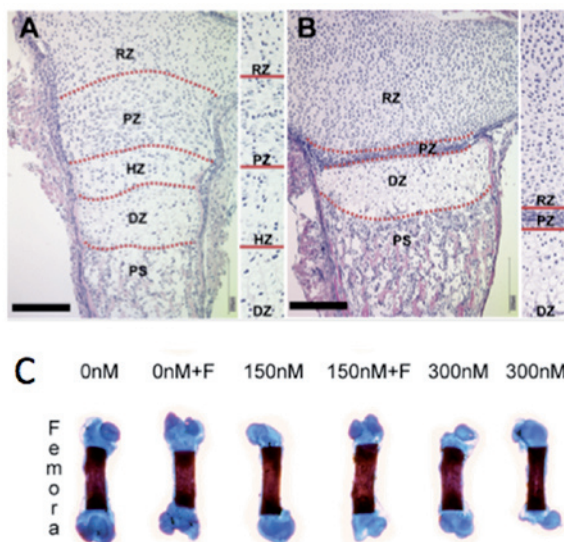 A
RZ
PZ
HZ
DZ
PS
RZ
PZ
HZ
DZ
B
RZ
PZ
DZ
PS
RZ
PZ
DZ
C
0nM 0nM+F 150nM 150nM+F 300nM 300nM
F
e
m
o
r
a